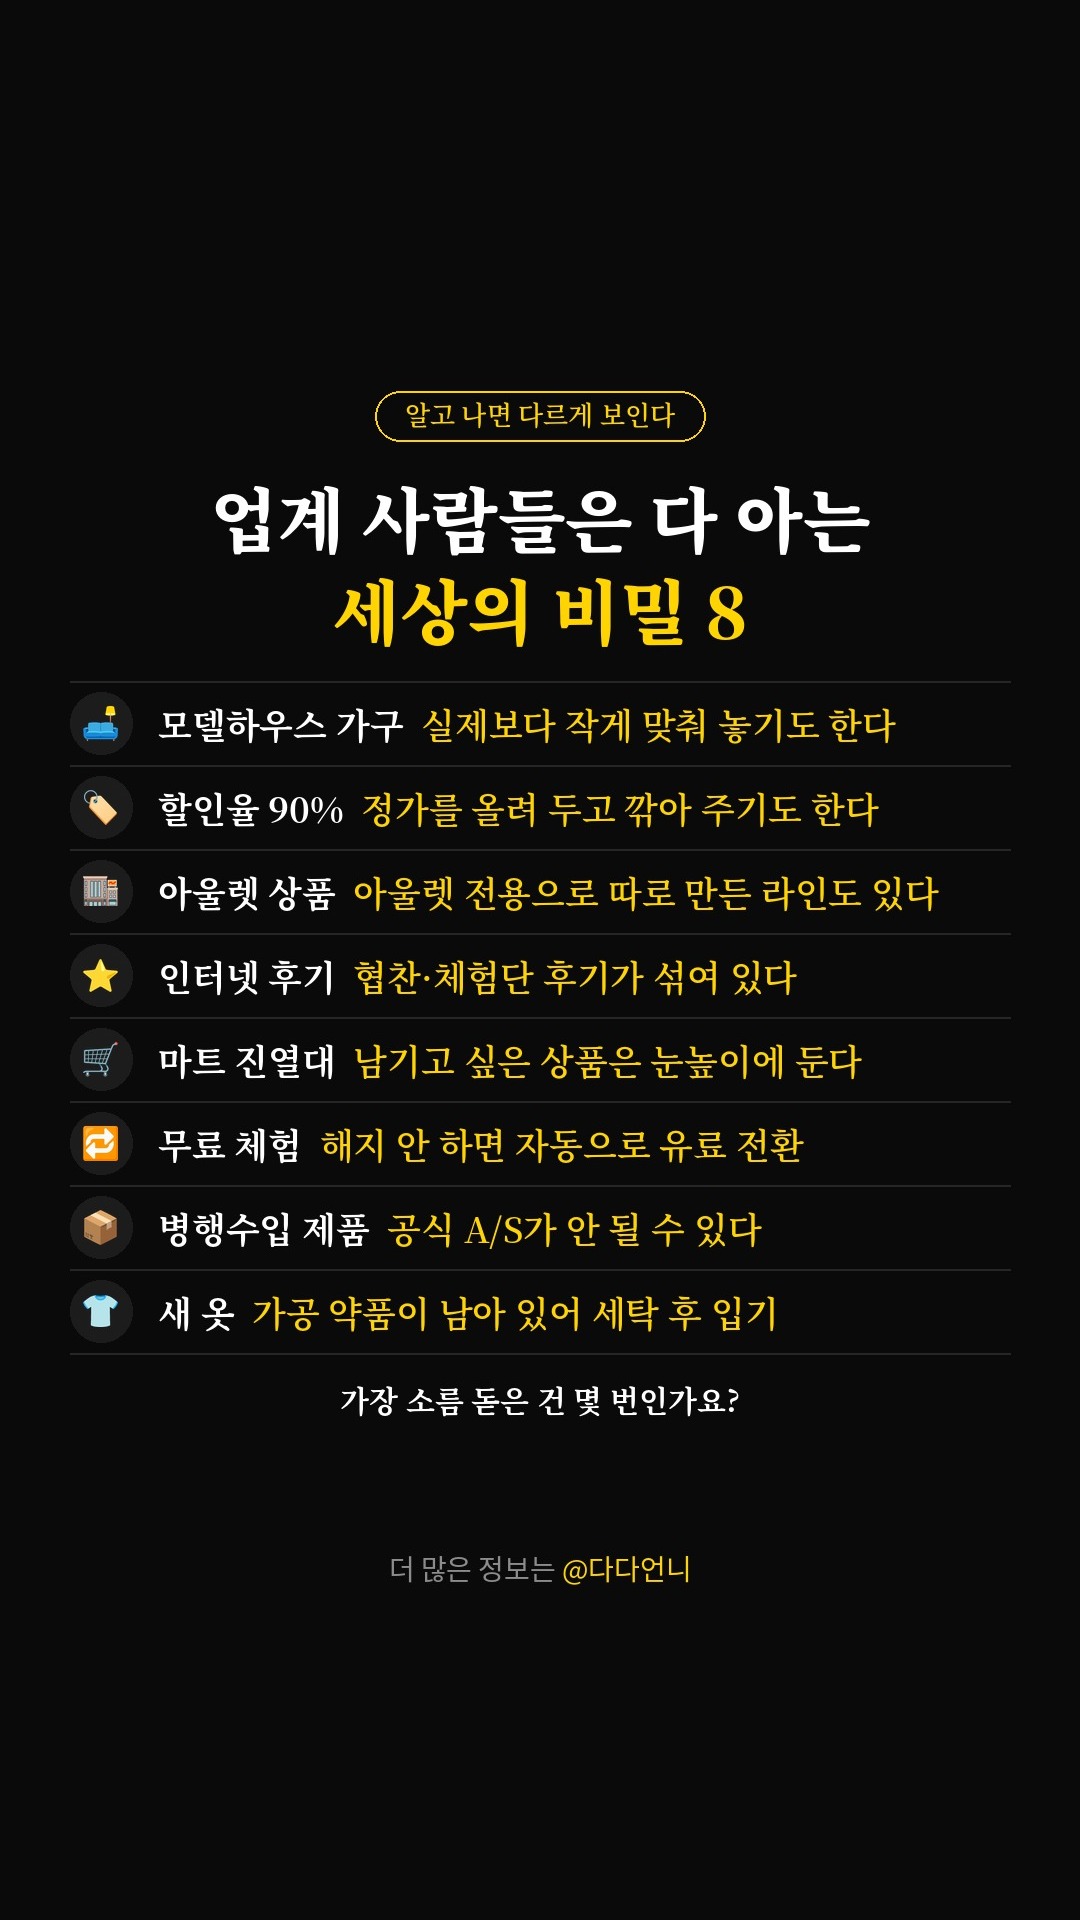 알고 나면 다르게 보인다
업계 사람들은 다 아는
세상의 비밀 8
모델하우스 가구 실제보다 작게 맞춰 놓기도 한다
할인율 90% 정가를 올려 두고 깎아 주기도 한다
아울렛 상품 아울렛 전용으로 따로 만든 라인도 있다
인터넷 후기 협찬·체험단 후기가 섞여 있다
마트 진열대 남기고 싶은 상품은 눈높이에 둔다
무료 체험 해지 안 하면 자동으로 유료 전환
병행수입 제품 공식 A/S가 안 될 수 있다
새 옷 가공 약품이 남아 있어 세탁 후 입기
가장 소름 돋은 건 몇 번인가요?
더 많은 정보는 @다다언니